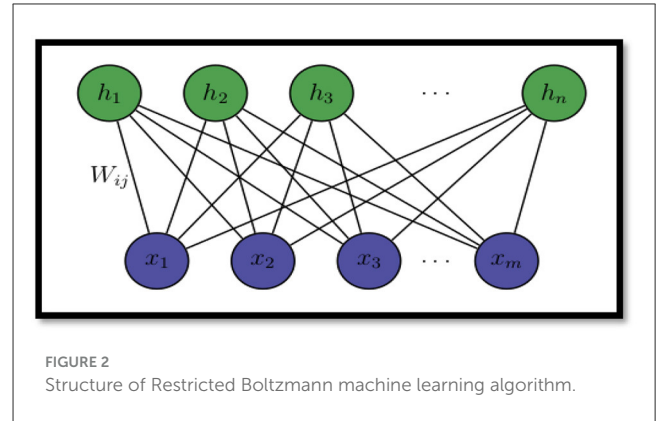 h₁ h₂ h₃ ··· hₙ
Wᵢⱼ
x₁ x₂ x₃ ··· xₘ
FIGURE 2
Structure of Restricted Boltzmann machine learning algorithm.